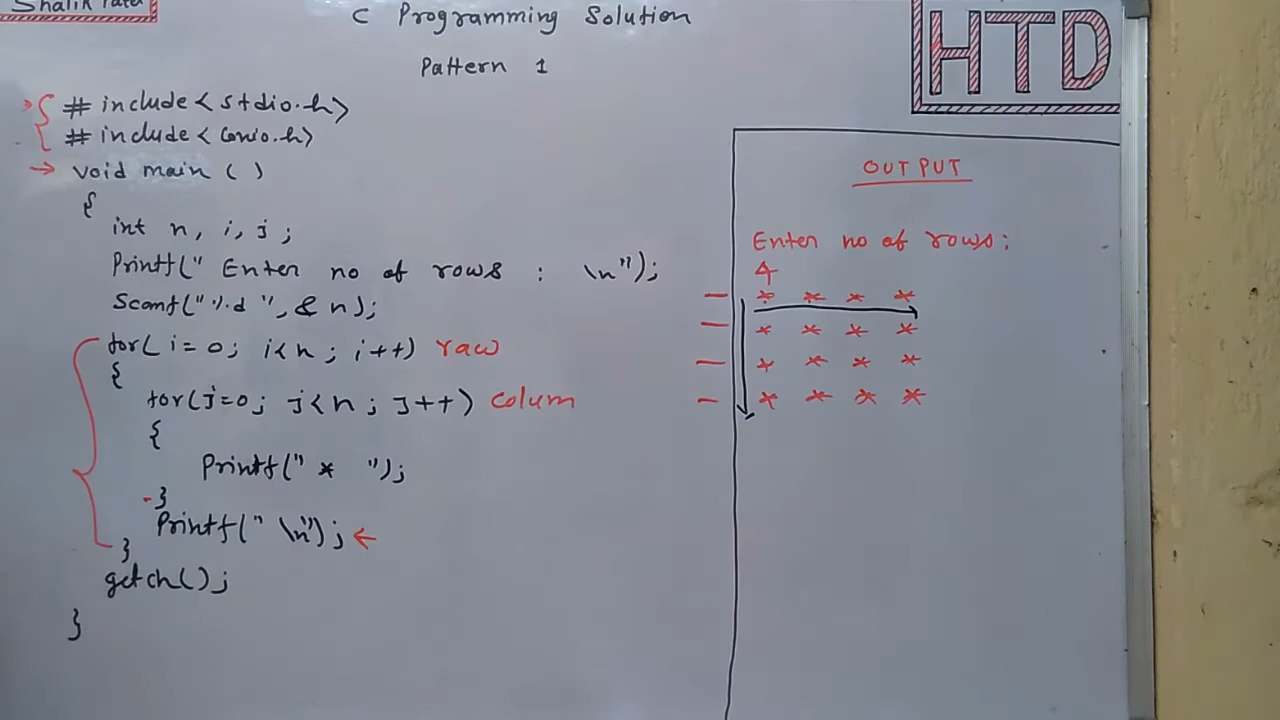 C Programming Solution
HTD
Pattern 1
# include < stdio.h>
# include < conio.h>
void main ( )
{
int n, i, j ;
Printf(" Enter no of rows : \n");
Scanf("%d ", & n);
for( i = 0; i< n ; i++) raw
{
for(j=0; j< n ; J++) Colum
{
Printf(" * ");
}
Printf(" \n");
}
getch();
}
OUTPUT
Enter no of rows:
4
* * * *
* * * *
* * * *
* * * *